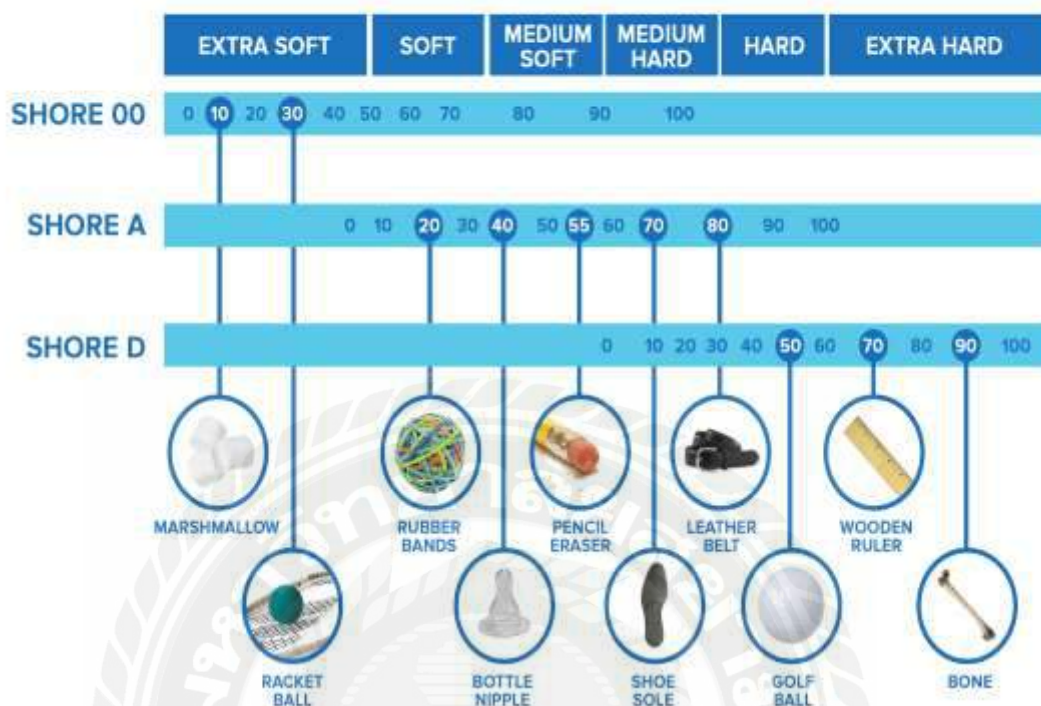 EXTRA SOFT
SOFT
MEDIUM
SOFT
MEDIUM
HARD
HARD
EXTRA HARD
SHORE 00
0 10 20 30 40 50 60 70 80 90 100
SHORE A
0 10 20 30 40 50 55 60 70 80 90 100
SHORE D
0 10 20 30 40 50 60 70 80 90 100
MARSHMALLOW
RUBBER
BANDS
PENCIL
ERASER
LEATHER
BELT
WOODEN
RULER
RACKET
BALL
BOTTLE
NIPPLE
SHOE
SOLE
GOLF
BALL
BONE